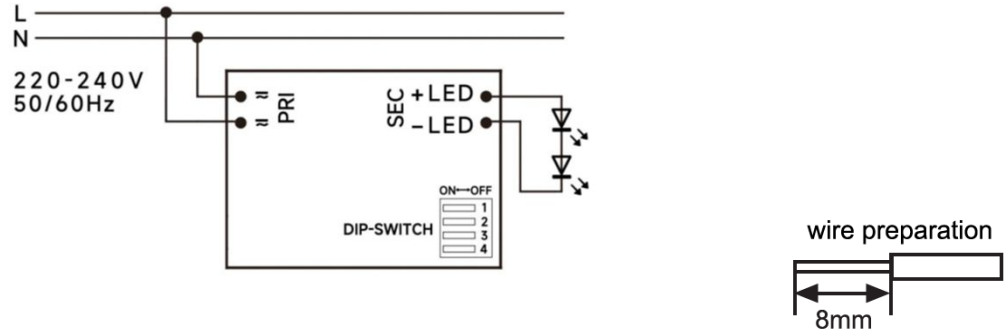 L
N
220-240V
50/60Hz
≂ PRI
≂
SEC
+LED
-LED
ON↔OFF
1
2
DIP-SWITCH
3
4
wire preparation
8mm